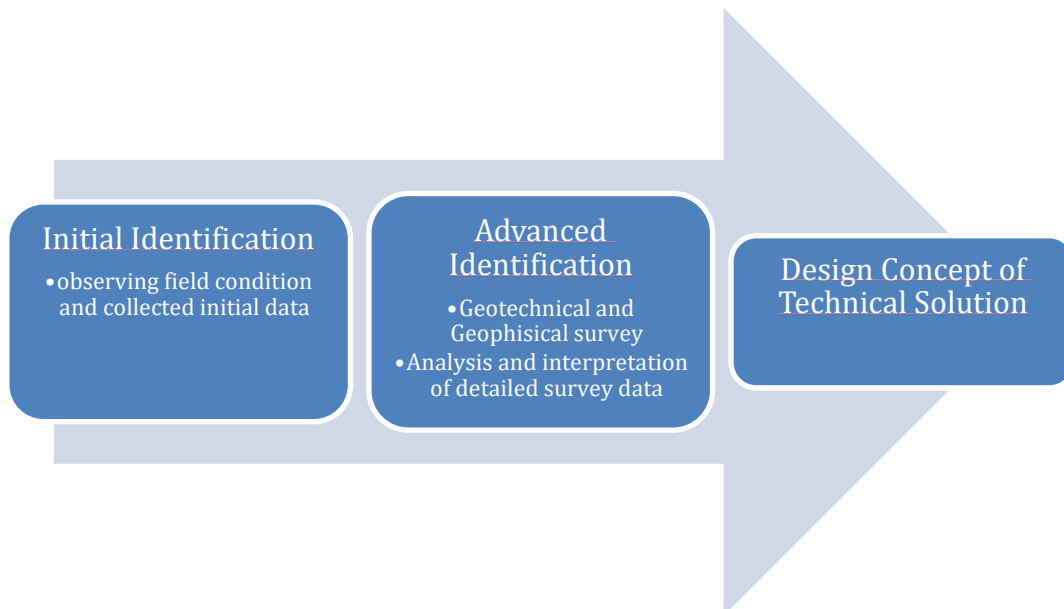 Initial Identification
•observing field condition
and collected initial data
Advanced
Identification
•Geotechnical and
Geophisical survey
•Analysis and interpretation
of detailed survey data
Design Concept of
Technical Solution